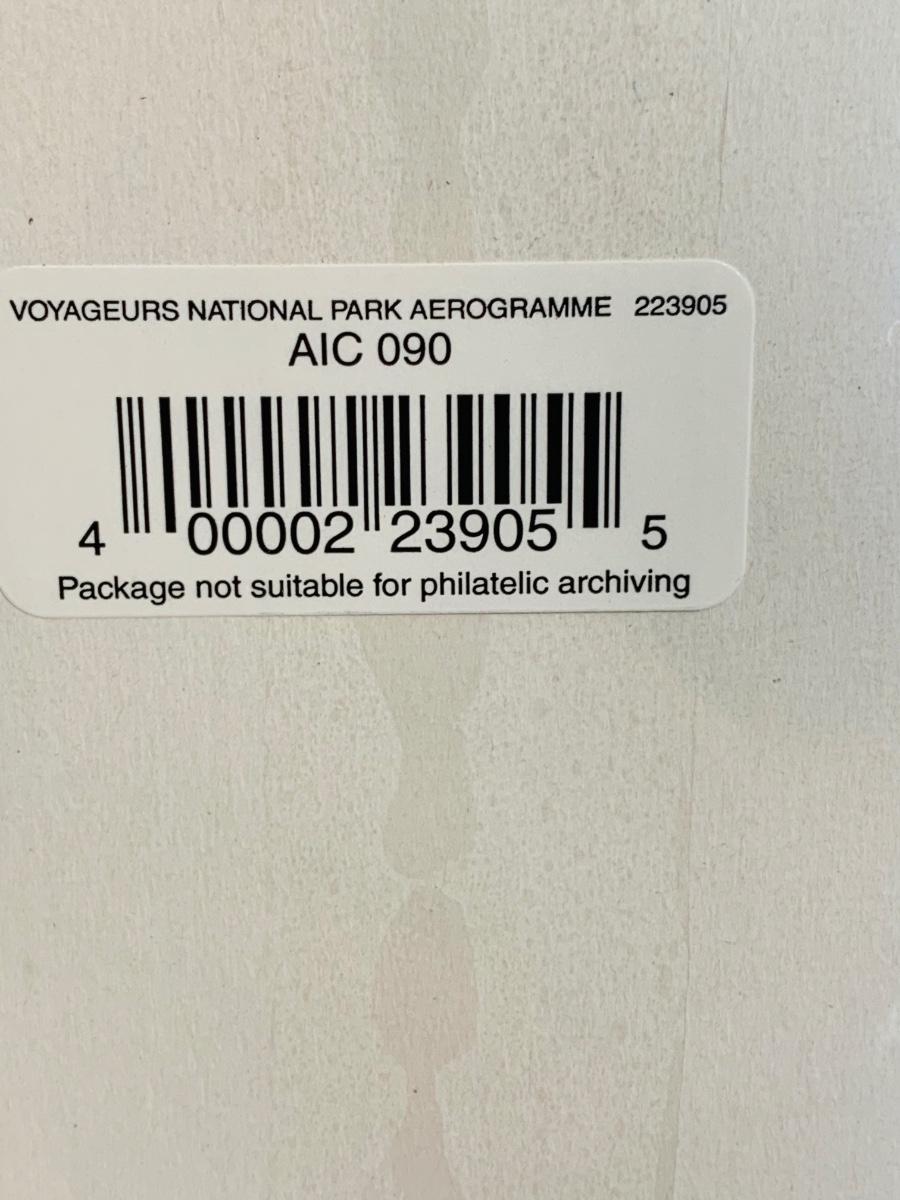 VOYAGEURS NATIONAL PARK AEROGRAMME 223905
AIC 090
4 00002 23905 5
Package not suitable for philatelic archiving